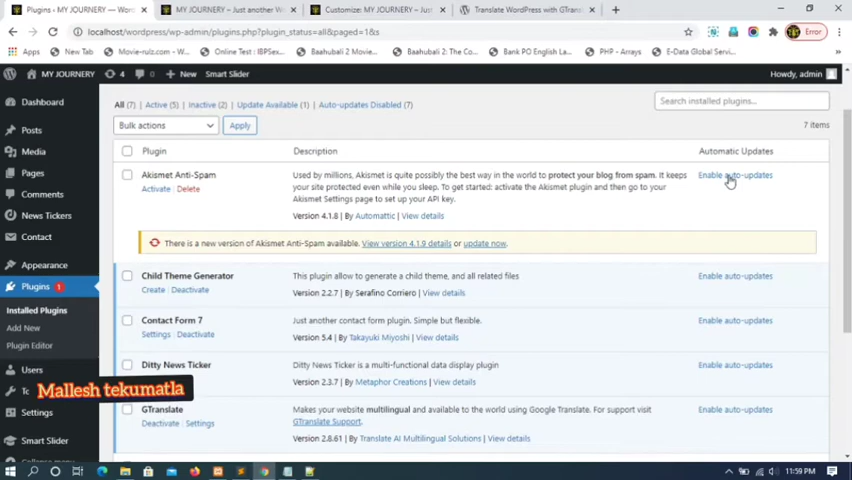 Plugins ‹ MY JOURNERY — Wor
MY JOURNERY – Just another W
Customize: MY JOURNERY – Just
Translate WordPress with GTran
localhost/wordpress/wp-admin/plugins.php?plugin_status=all&paged=1&s
Error
Apps
New Tab
Movie-rulz.com - W...
Online Test : IBPSex...
Baahubali 2 Movie...
Baahubali 2: The Co...
Bank PO English - H...
PHP - Arrays
E-Data Global Servi...
MY JOURNERY
4
0
New
Smart Slider
Howdy, admin
Dashboard
Posts
Media
Pages
Comments
News Tickers
Contact
Appearance
Plugins 1
Installed Plugins
Add New
Plugin Editor
Users
To
Settings
Smart Slider
Collapse menu
Mallesh tekumatla
All (7) | Active (5) | Inactive (2) | Update Available (1) | Auto-updates Disabled (7)
Search installed plugins...
Bulk actions
Apply
7 items
Plugin
Description
Automatic Updates
Akismet Anti-Spam
Activate | Delete
Used by millions, Akismet is quite possibly the best way in the world to protect your blog from spam. It keeps
your site protected even while you sleep. To get started: activate the Akismet plugin and then go to your
Akismet Settings page to set up your API key.
Version 4.1.8 | By Automattic | View details
Enable auto-updates
There is a new version of Akismet Anti-Spam available. View version 4.1.9 details or update now.
Child Theme Generator
Create | Deactivate
This plugin allow to generate a child theme, and all related files
Version 2.2.7 | By Serafino Corriero | View details
Enable auto-updates
Contact Form 7
Settings | Deactivate
Just another contact form plugin. Simple but flexible.
Version 5.4 | By Takayuki Miyoshi | View details
Enable auto-updates
Ditty News Ticker
Ditty News Ticker is a multi-functional data display plugin
Version 2.3.7 | By Metaphor Creations | View details
Enable auto-updates
GTranslate
Deactivate | Settings
Makes your website multilingual and available to the world using Google Translate. For support visit
GTranslate Support.
Version 2.8.61 | By Translate AI Multilingual Solutions | View details
Enable auto-updates
11:59 PM